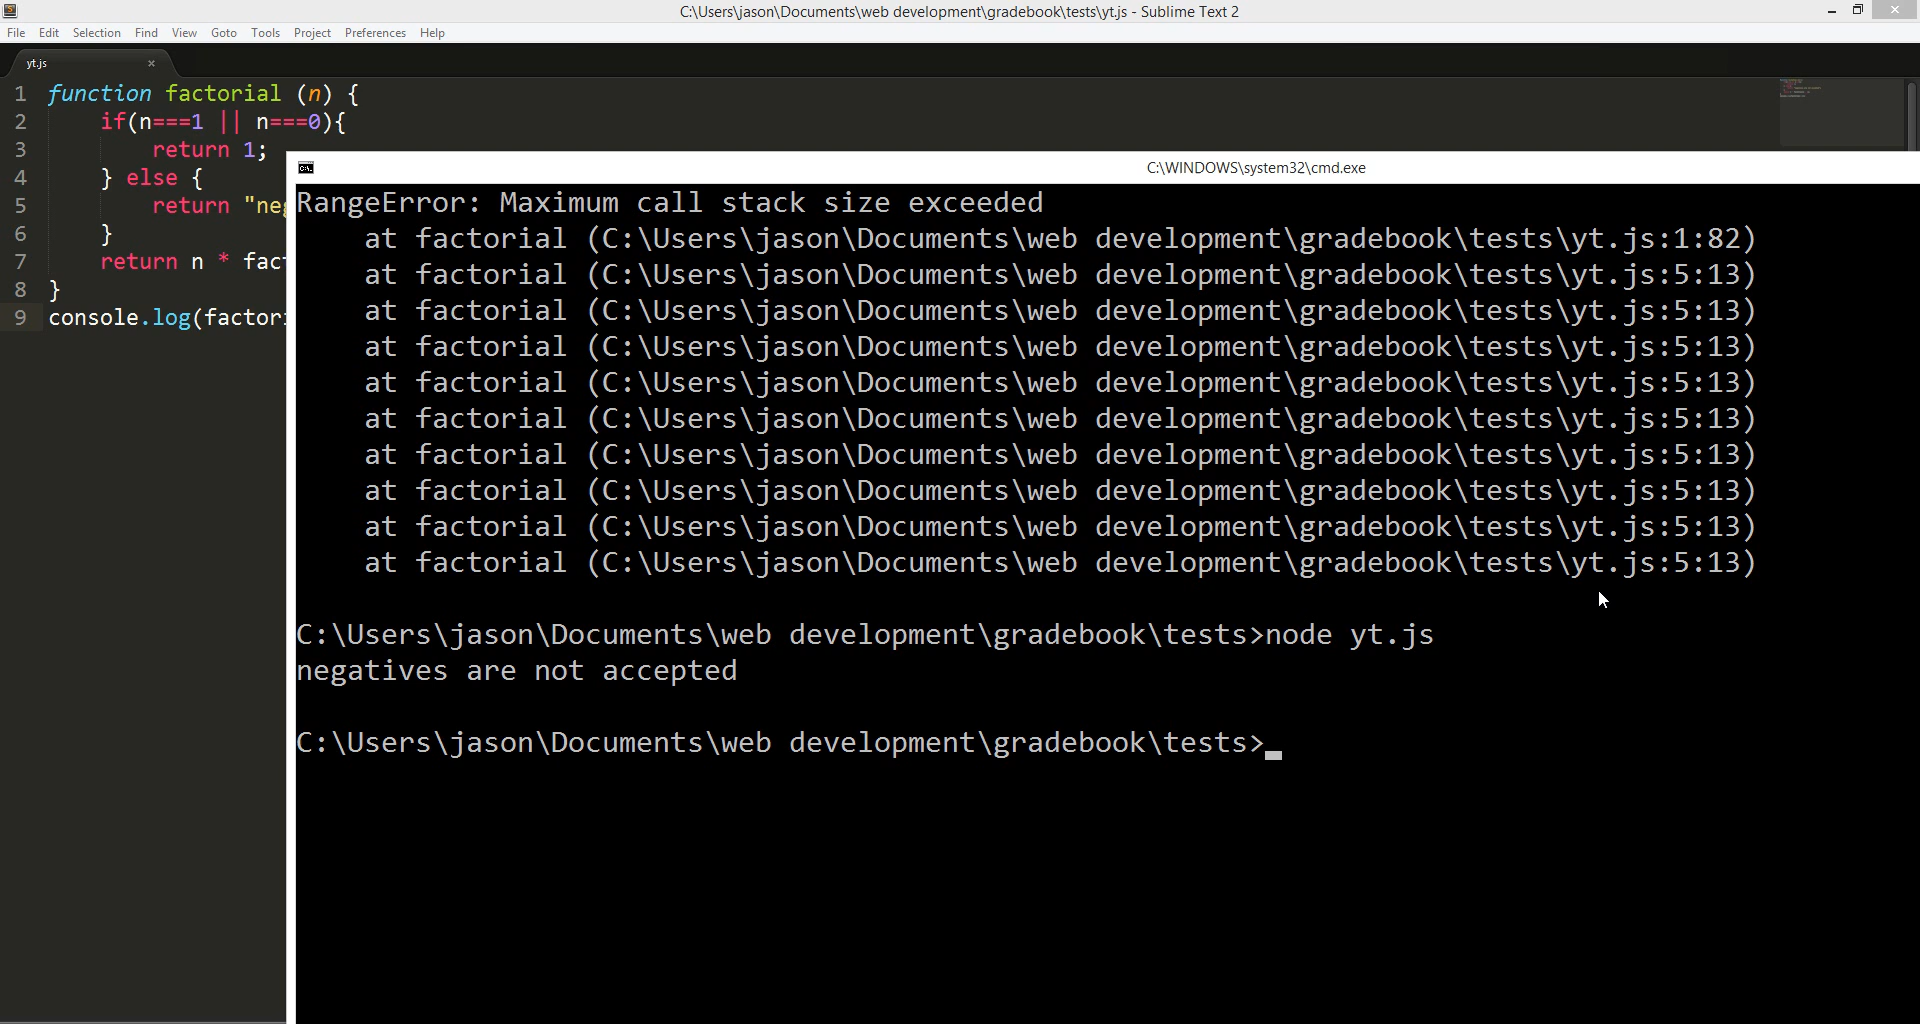 C:\Users\jason\Documents\web development\gradebook\tests\yt.js - Sublime Text 2
File Edit Selection Find View Goto Tools Project Preferences Help
yt.js
1 function factorial (n) {
2 if(n===1 || n===0){
3 return 1;
4 } else {
5 return "neg
6 }
7 return n * fact
8 }
9 console.log(factori
C:\WINDOWS\system32\cmd.exe
RangeError: Maximum call stack size exceeded
at factorial (C:\Users\jason\Documents\web development\gradebook\tests\yt.js:1:82)
at factorial (C:\Users\jason\Documents\web development\gradebook\tests\yt.js:5:13)
at factorial (C:\Users\jason\Documents\web development\gradebook\tests\yt.js:5:13)
at factorial (C:\Users\jason\Documents\web development\gradebook\tests\yt.js:5:13)
at factorial (C:\Users\jason\Documents\web development\gradebook\tests\yt.js:5:13)
at factorial (C:\Users\jason\Documents\web development\gradebook\tests\yt.js:5:13)
at factorial (C:\Users\jason\Documents\web development\gradebook\tests\yt.js:5:13)
at factorial (C:\Users\jason\Documents\web development\gradebook\tests\yt.js:5:13)
at factorial (C:\Users\jason\Documents\web development\gradebook\tests\yt.js:5:13)
at factorial (C:\Users\jason\Documents\web development\gradebook\tests\yt.js:5:13)
C:\Users\jason\Documents\web development\gradebook\tests>node yt.js
negatives are not accepted
C:\Users\jason\Documents\web development\gradebook\tests>